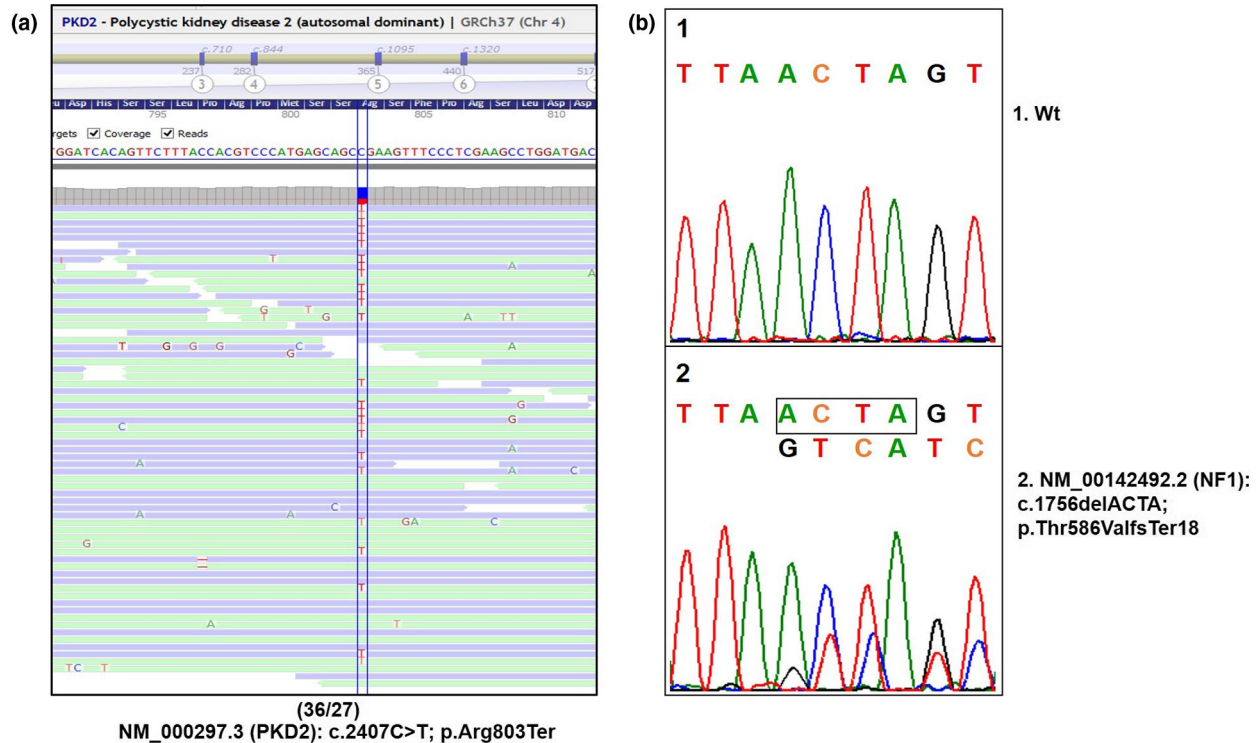 (a)
PKD2 - Polycystic kidney disease 2 (autosomal dominant) | GRCh37 (Chr 4)
c.710 c.844 c.1095 c.1320
237 282 365 440 517
3 4 5 6
Asp His Ser Ser Leu Pro Arg Pro Met Ser Ser Arg Ser Phe Pro Arg Ser Leu Asp Asp
795 800 805 810
rgets Coverage Reads
GGATCACAGTTCTTTACCACGTCCCATGAGCAGCCGAAGTTTCCCTCGAAGCCTGGATGAC
(36/27)
NM_000297.3 (PKD2): c.2407C>T; p.Arg803Ter
(b)
1
T T A A C T A G T
1. Wt
2
T T A A C T A G T
G T C A T C
2. NM_00142492.2 (NF1):
c.1756delACTA;
p.Thr586ValfsTer18